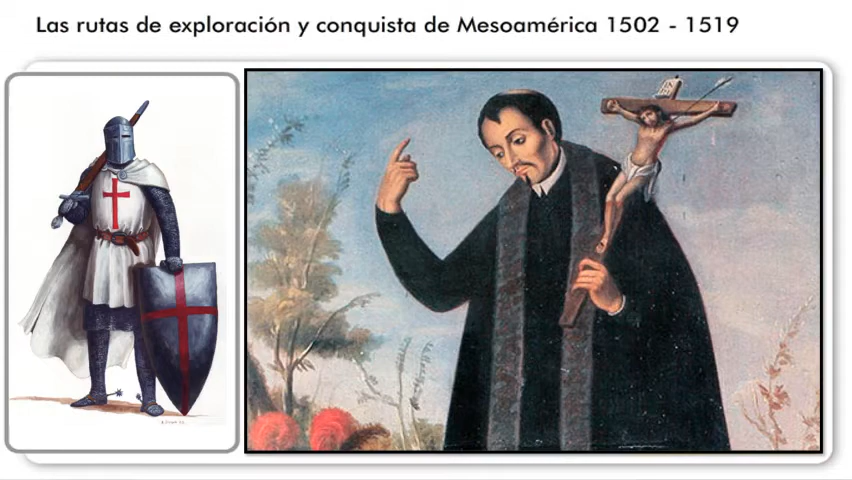 Las rutas de exploración y conquista de Mesoamérica 1502 - 1519